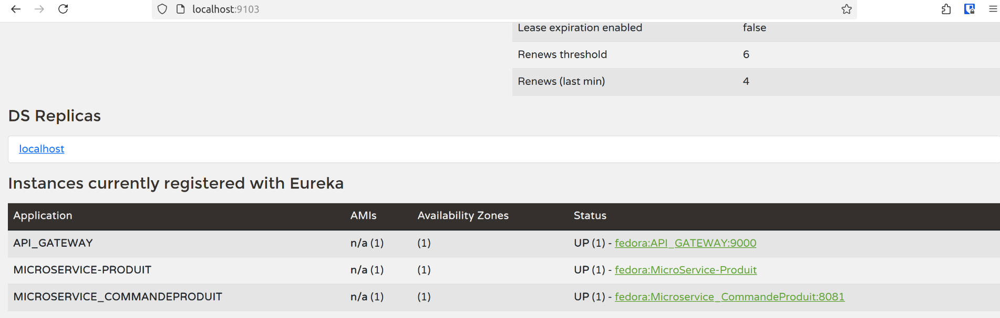 localhost:9103
Lease expiration enabled false
Renews threshold 6
Renews (last min) 4
DS Replicas
localhost
Instances currently registered with Eureka
Application AMIs Availability Zones Status
API_GATEWAY n/a (1) (1) UP (1) - fedora:API_GATEWAY:9000
MICROSERVICE-PRODUIT n/a (1) (1) UP (1) - fedora:MicroService-Produit
MICROSERVICE_COMMANDEPRODUIT n/a (1) (1) UP (1) - fedora:Microservice_CommandeProduit:8081